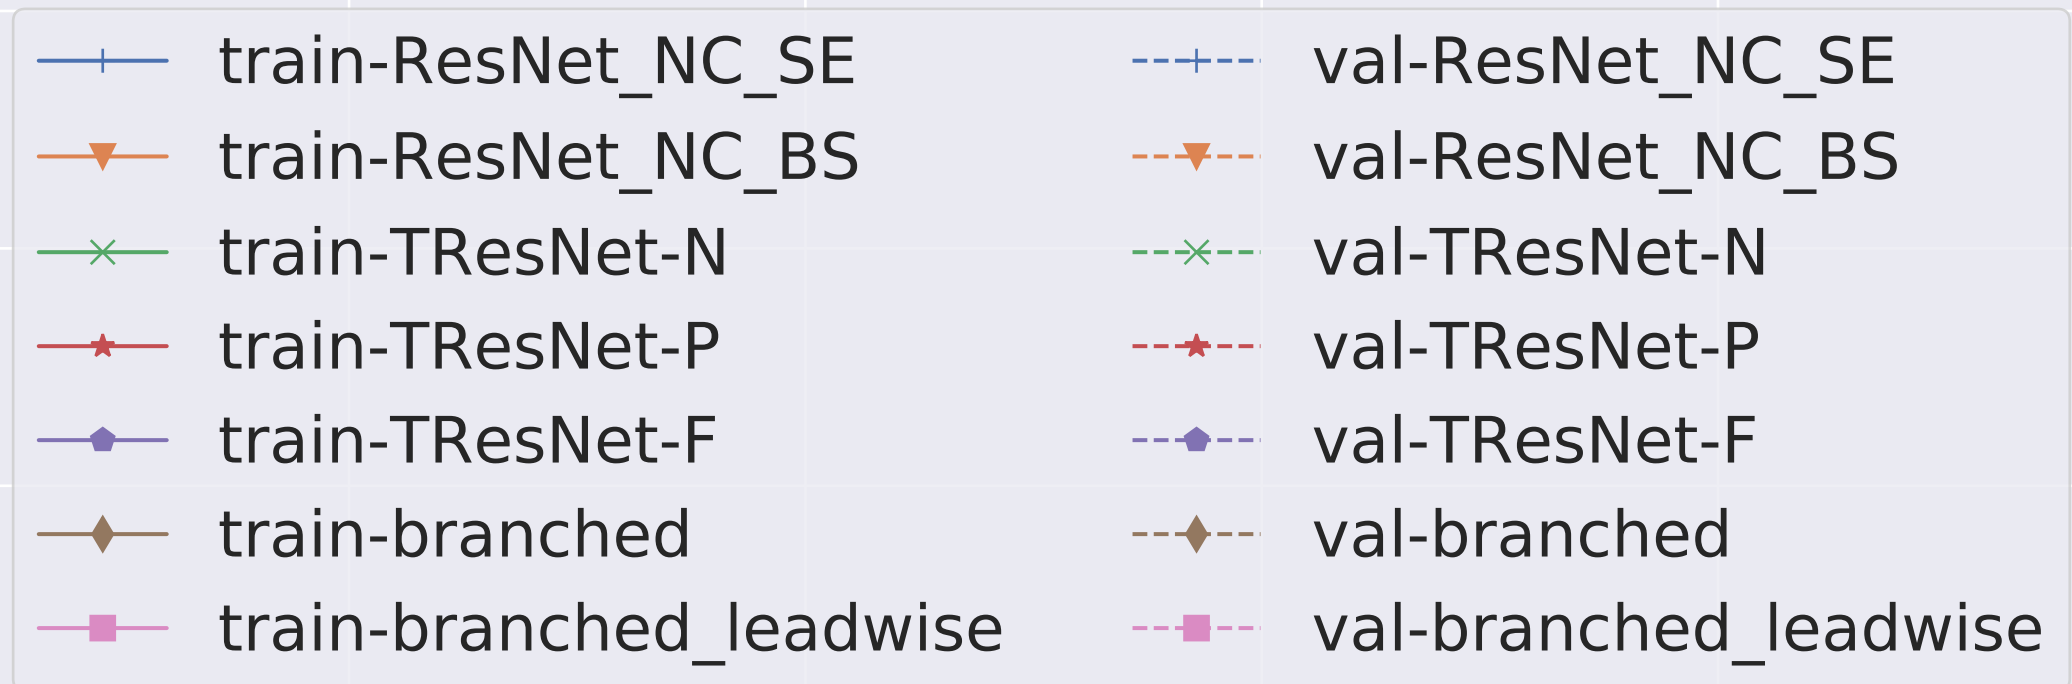 train-ResNet_NC_SE
train-ResNet_NC_BS
train-TResNet-N
train-TResNet-P
train-TResNet-F
train-branched
train-branched_leadwise
val-ResNet_NC_SE
val-ResNet_NC_BS
val-TResNet-N
val-TResNet-P
val-TResNet-F
val-branched
val-branched_leadwise